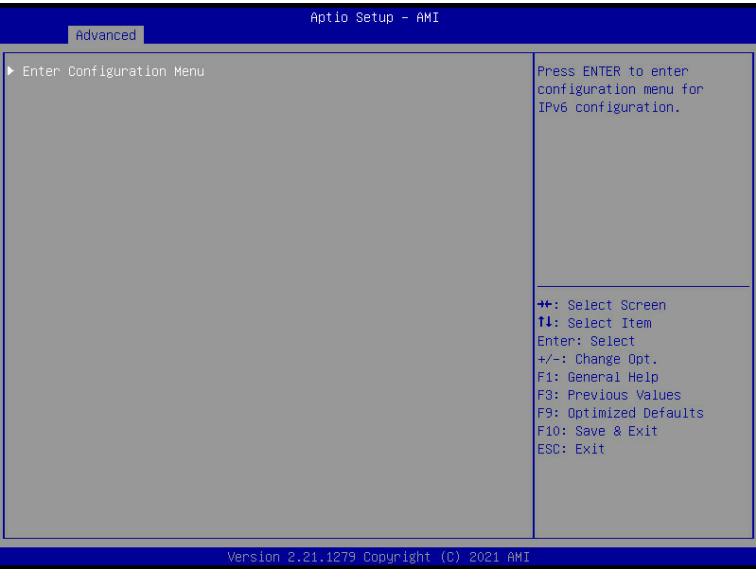 Aptio Setup – AMI
Advanced
▶ Enter Configuration Menu
Press ENTER to enter
configuration menu for
IPv6 configuration.
→←: Select Screen
↑↓: Select Item
Enter: Select
+/-: Change Opt.
F1: General Help
F3: Previous Values
F9: Optimized Defaults
F10: Save & Exit
ESC: Exit
Version 2.21.1279 Copyright (C) 2021 AMI